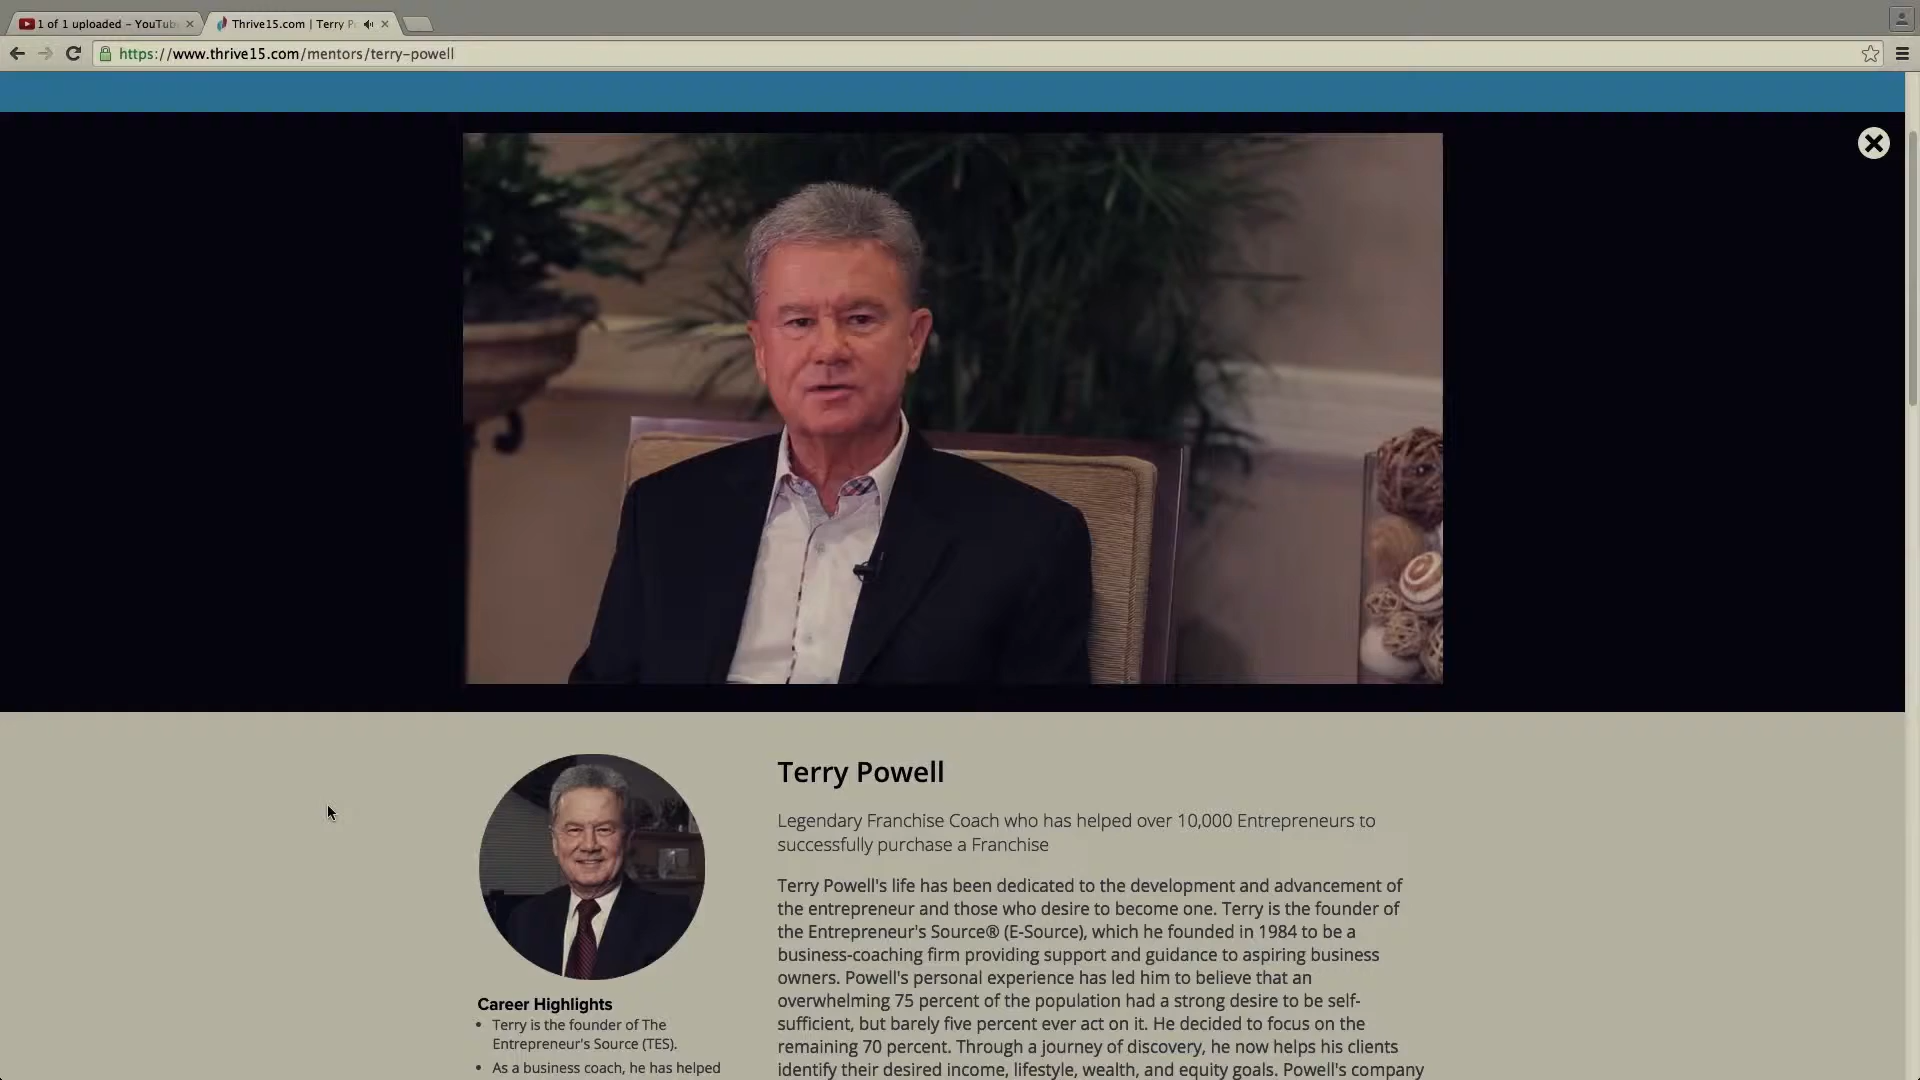 1 of 1 uploaded - YouTub
Thrive15.com | Terry P
https://www.thrive15.com/mentors/terry-powell
Terry Powell
Legendary Franchise Coach who has helped over 10,000 Entrepreneurs to
successfully purchase a Franchise
Terry Powell's life has been dedicated to the development and advancement of
the entrepreneur and those who desire to become one. Terry is the founder of
the Entrepreneur's Source® (E-Source), which he founded in 1984 to be a
business-coaching firm providing support and guidance to aspiring business
owners. Powell's personal experience has led him to believe that an
overwhelming 75 percent of the population had a strong desire to be self-
sufficient, but barely five percent ever act on it. He decided to focus on the
remaining 70 percent. Through a journey of discovery, he now helps his clients
identify their desired income, lifestyle, wealth, and equity goals. Powell's company
Career Highlights
• Terry is the founder of The
Entrepreneur's Source (TES).
• As a business coach, he has helped